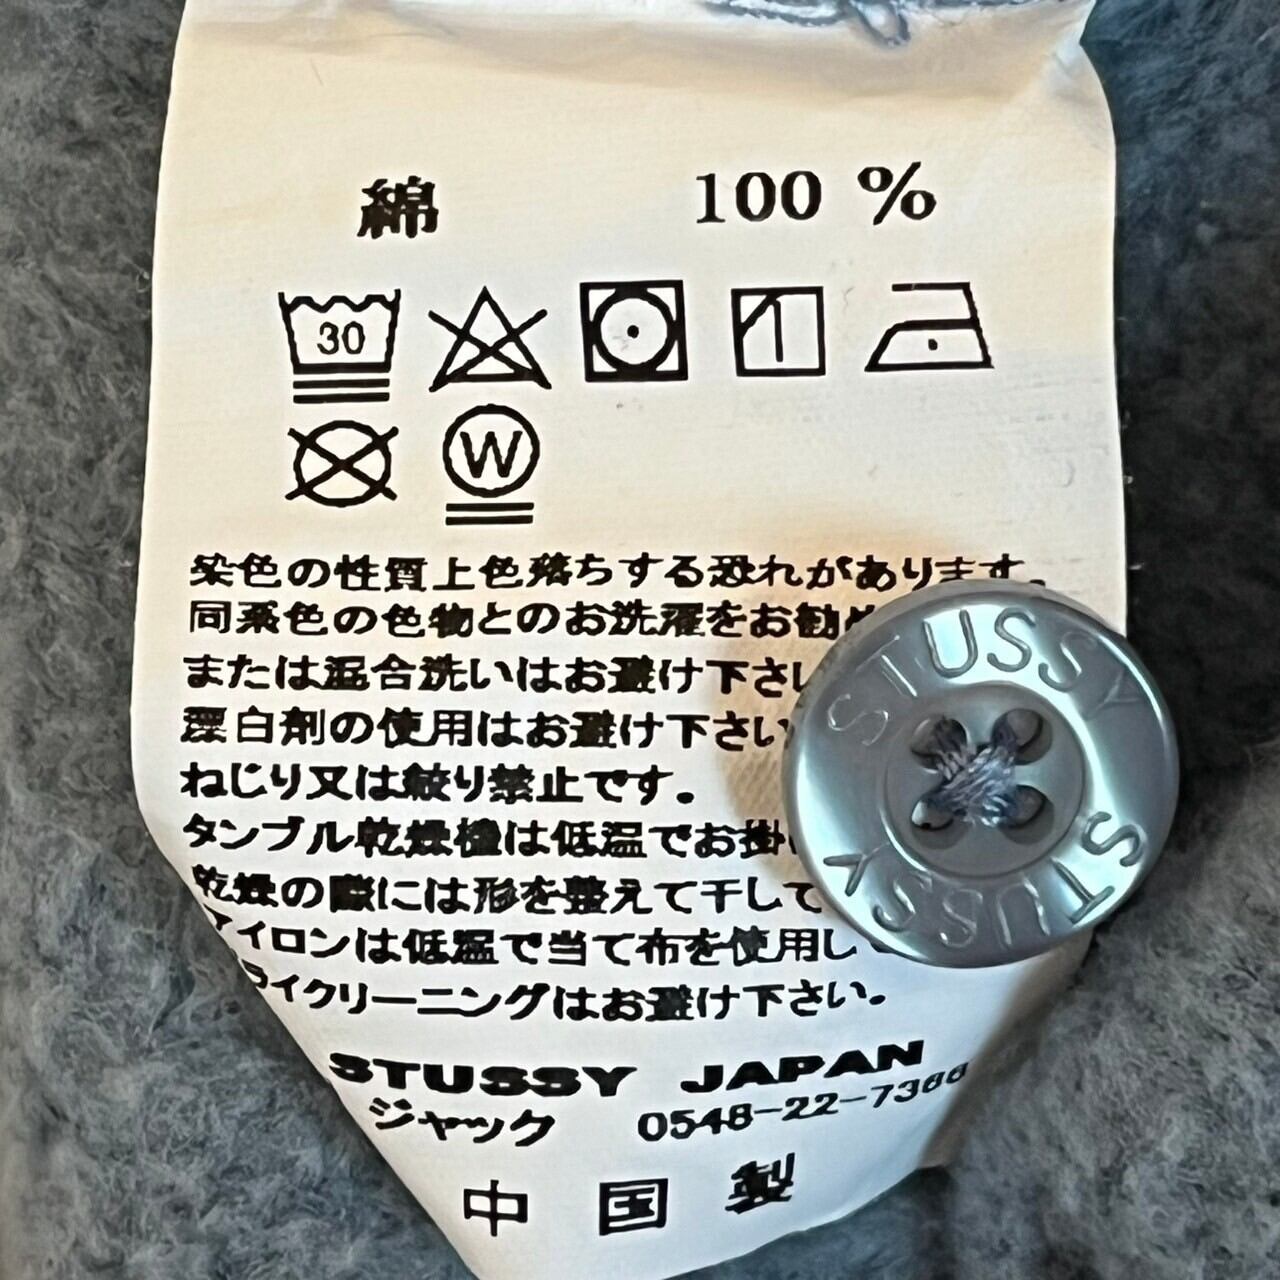 綿 100 %
30
W
染色の性質上色落ちする恐れがあります。
同系色の色物とのお洗濯をお勧め
または混合洗いはお避け下さい
漂白剤の使用はお避け下さい
ねじり又は絞り禁止です。
タンブル乾燥機は低温でお掛け
乾燥の際には形を整えて干して
アイロンは低温で当て布を使用し
ライクリーニングはお避け下さい。
STUSSY JAPAN
ジャック 0548-22-7366
中国製
STUSSY
STUSSY